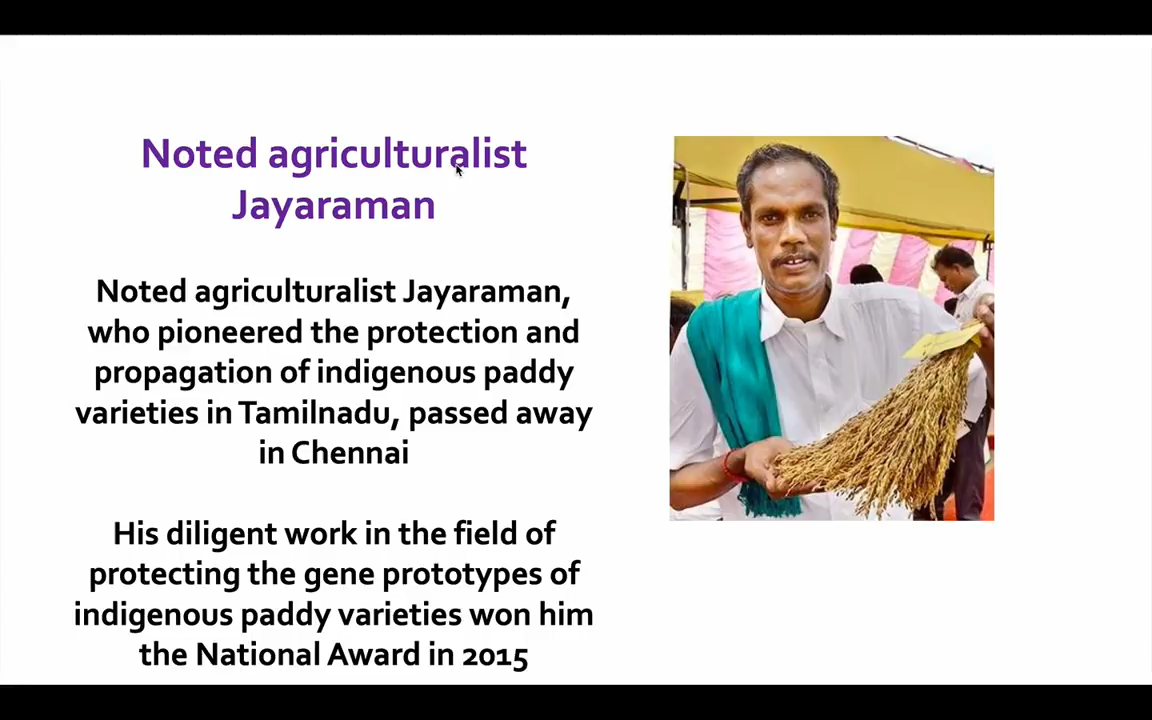 Noted agriculturalist
Jayaraman
Noted agriculturalist Jayaraman,
who pioneered the protection and
propagation of indigenous paddy
varieties in Tamilnadu, passed away
in Chennai
His diligent work in the field of
protecting the gene prototypes of
indigenous paddy varieties won him
the National Award in 2015